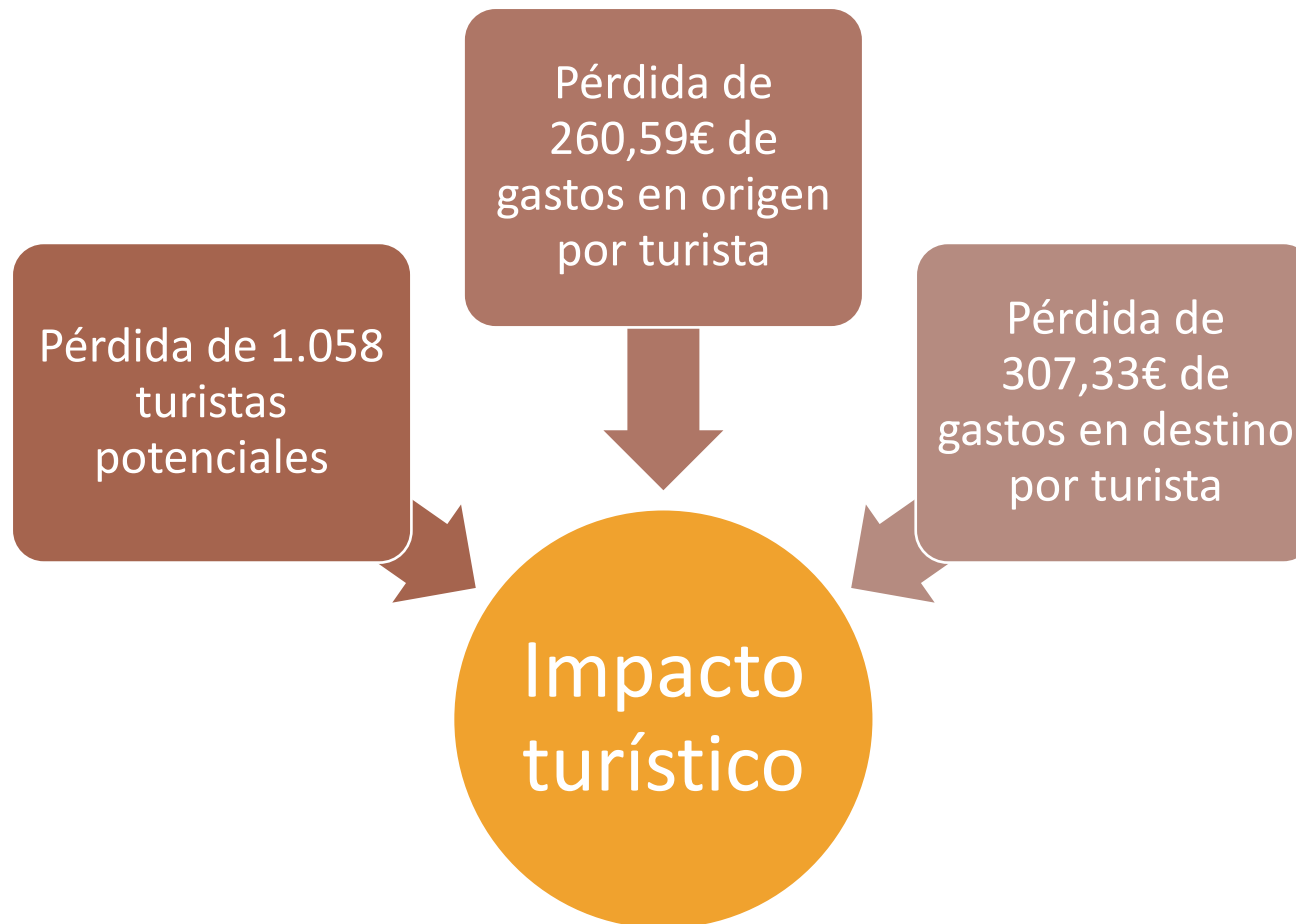 Pérdida de 1.058
turistas
potenciales
Pérdida de
260,59€ de
gastos en origen
por turista
Pérdida de
307,33€ de
gastos en destino
por turista
Impacto
turístico